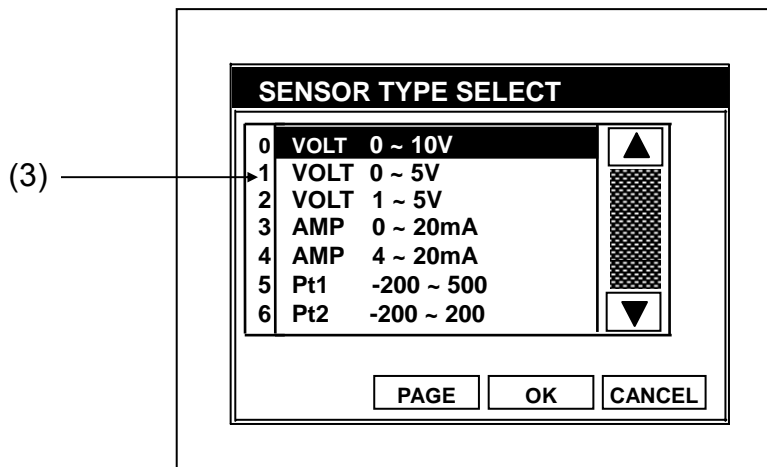 SENSOR TYPE SELECT
0 VOLT 0 ~ 10V
(3) 1 VOLT 0 ~ 5V
2 VOLT 1 ~ 5V
3 AMP 0 ~ 20mA
4 AMP 4 ~ 20mA
5 Pt1 -200 ~ 500
6 Pt2 -200 ~ 200
PAGE OK CANCEL